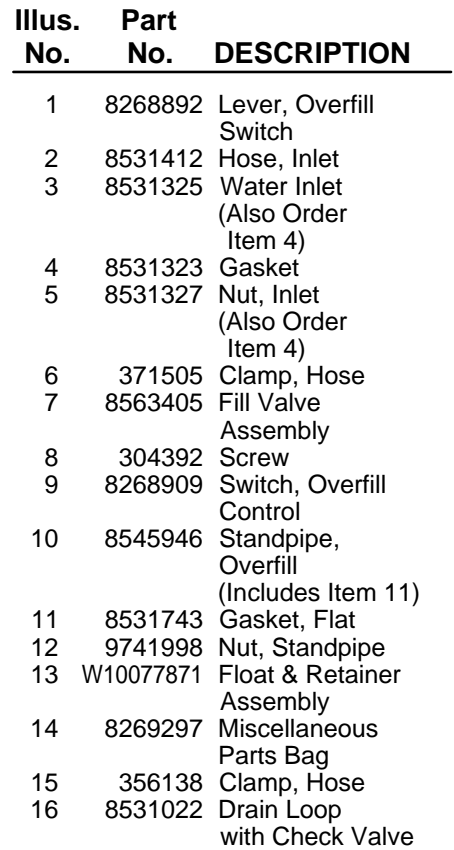 Illus. Part
No. No. DESCRIPTION
1 8268892 Lever, Overfill
Switch
2 8531412 Hose, Inlet
3 8531325 Water Inlet
(Also Order
Item 4)
4 8531323 Gasket
5 8531327 Nut, Inlet
(Also Order
Item 4)
6 371505 Clamp, Hose
7 8563405 Fill Valve
Assembly
8 304392 Screw
9 8268909 Switch, Overfill
Control
10 8545946 Standpipe,
Overfill
(Includes Item 11)
11 8531743 Gasket, Flat
12 9741998 Nut, Standpipe
13 W10077871 Float & Retainer
Assembly
14 8269297 Miscellaneous
Parts Bag
15 356138 Clamp, Hose
16 8531022 Drain Loop
with Check Valve